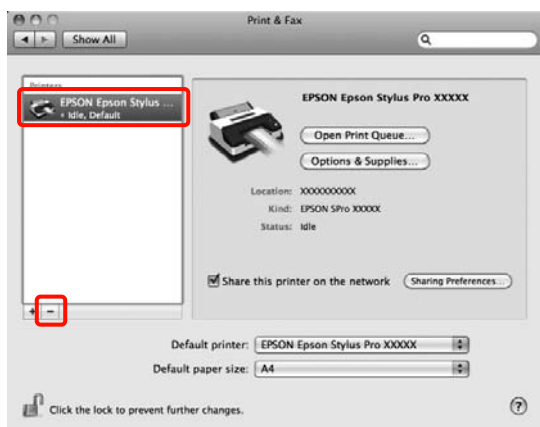 Print & Fax
Show All
Printers
EPSON Epson Stylus ...
• Idle, Default
EPSON Epson Stylus Pro XXXXX
Open Print Queue...
Options & Supplies...
Location: XXXXXXXXXX
Kind: EPSON SPro XXXXX
Status: Idle
Share this printer on the network
Sharing Preferences...
+ −
Default printer: EPSON Epson Stylus Pro XXXXX
Default paper size: A4
Click the lock to prevent further changes.
?